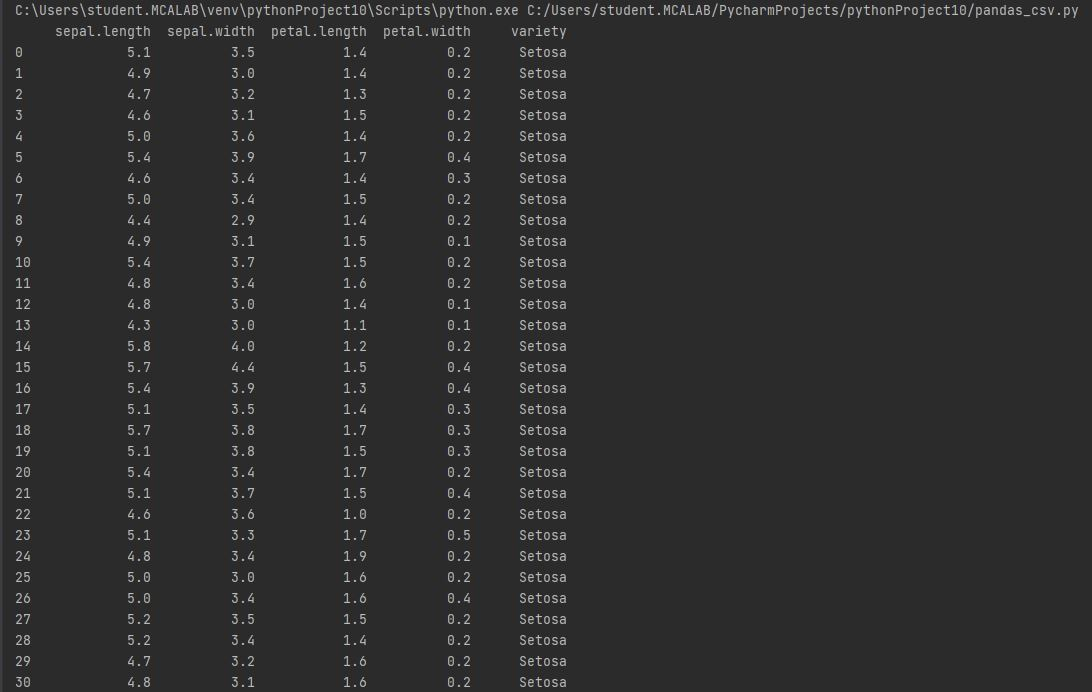 C:\Users\student.MCALAB\venv\pythonProject10\Scripts\python.exe C:/Users/student.MCALAB/PycharmProjects/pythonProject10/pandas_csv.py
sepal.length sepal.width petal.length petal.width variety
0 5.1 3.5 1.4 0.2 Setosa
1 4.9 3.0 1.4 0.2 Setosa
2 4.7 3.2 1.3 0.2 Setosa
3 4.6 3.1 1.5 0.2 Setosa
4 5.0 3.6 1.4 0.2 Setosa
5 5.4 3.9 1.7 0.4 Setosa
6 4.6 3.4 1.4 0.3 Setosa
7 5.0 3.4 1.5 0.2 Setosa
8 4.4 2.9 1.4 0.2 Setosa
9 4.9 3.1 1.5 0.1 Setosa
10 5.4 3.7 1.5 0.2 Setosa
11 4.8 3.4 1.6 0.2 Setosa
12 4.8 3.0 1.4 0.1 Setosa
13 4.3 3.0 1.1 0.1 Setosa
14 5.8 4.0 1.2 0.2 Setosa
15 5.7 4.4 1.5 0.4 Setosa
16 5.4 3.9 1.3 0.4 Setosa
17 5.1 3.5 1.4 0.3 Setosa
18 5.7 3.8 1.7 0.3 Setosa
19 5.1 3.8 1.5 0.3 Setosa
20 5.4 3.4 1.7 0.2 Setosa
21 5.1 3.7 1.5 0.4 Setosa
22 4.6 3.6 1.0 0.2 Setosa
23 5.1 3.3 1.7 0.5 Setosa
24 4.8 3.4 1.9 0.2 Setosa
25 5.0 3.0 1.6 0.2 Setosa
26 5.0 3.4 1.6 0.4 Setosa
27 5.2 3.5 1.5 0.2 Setosa
28 5.2 3.4 1.4 0.2 Setosa
29 4.7 3.2 1.6 0.2 Setosa
30 4.8 3.1 1.6 0.2 Setosa